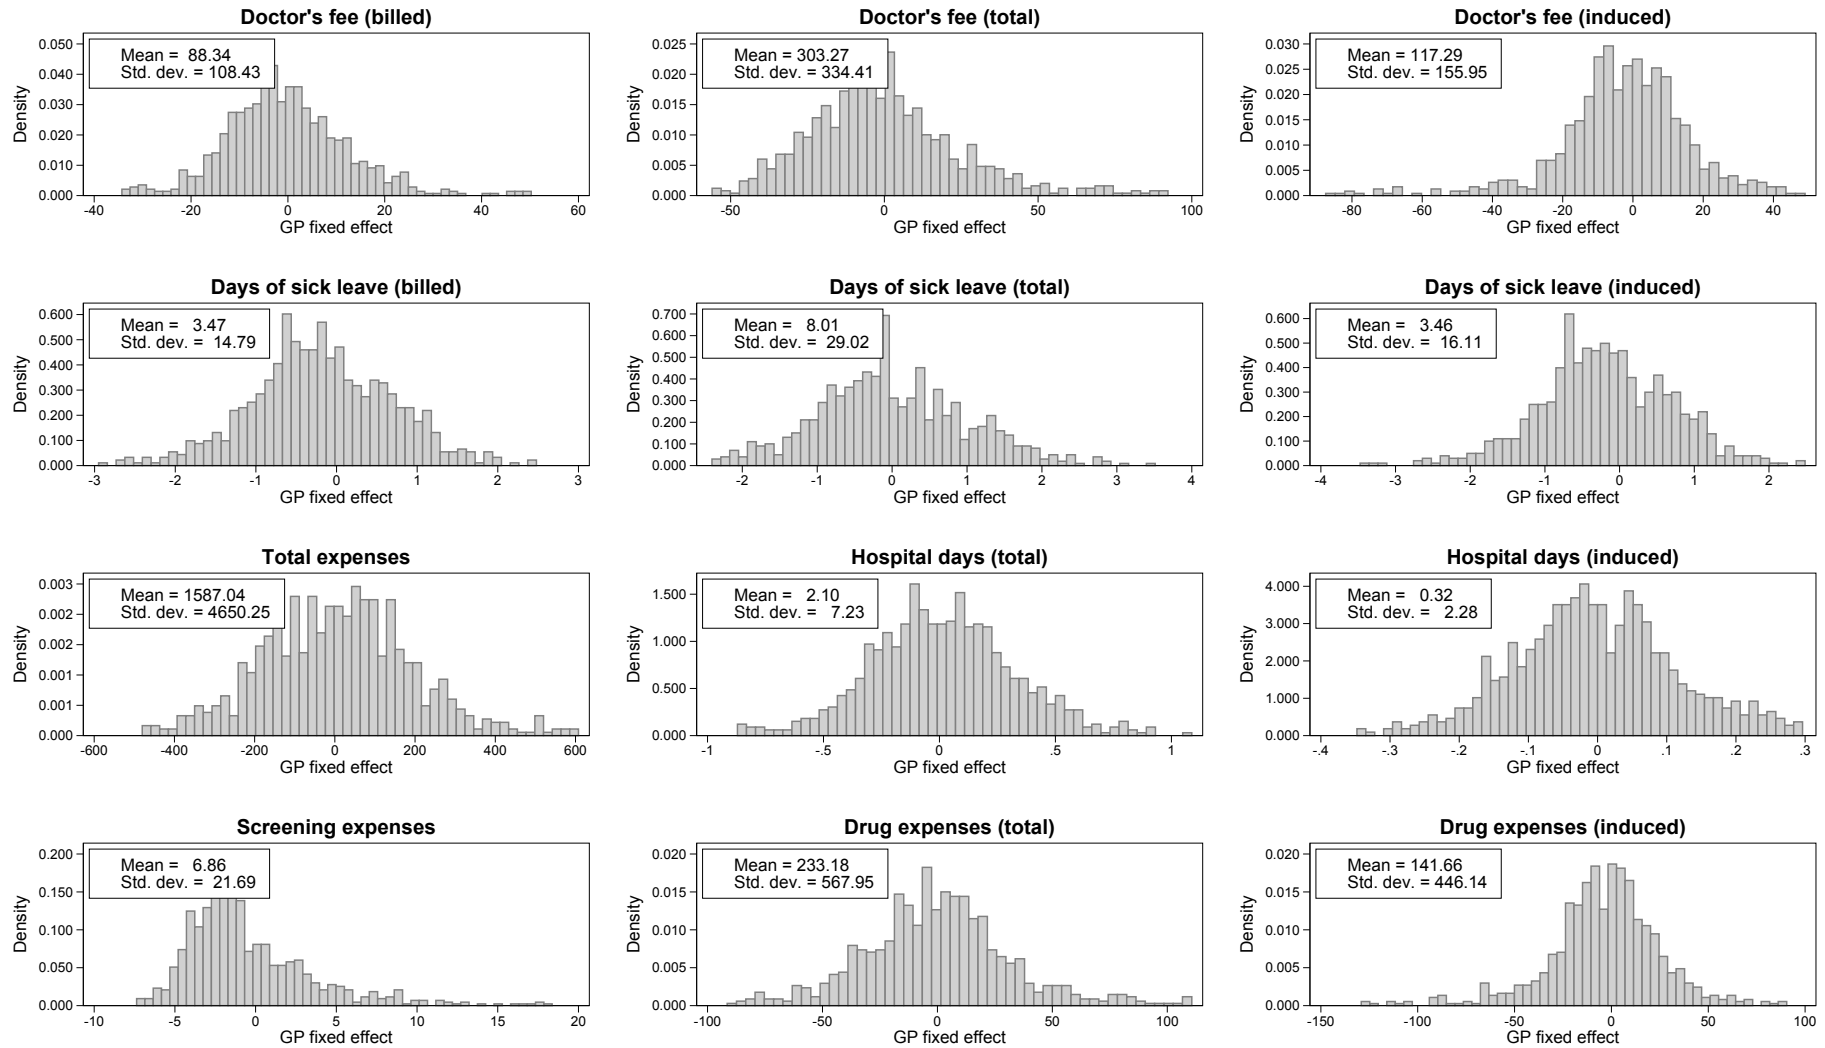 Doctor's fee (billed)
Mean = 88.34
Std. dev. = 108.43
Density
0.050
0.040
0.030
0.020
0.010
0.000
-40 -20 0 20 40 60
GP fixed effect
Doctor's fee (total)
Mean = 303.27
Std. dev. = 334.41
Density
0.025
0.020
0.015
0.010
0.005
0.000
-50 0 50 100
GP fixed effect
Doctor's fee (induced)
Mean = 117.29
Std. dev. = 155.95
Density
0.030
0.025
0.020
0.015
0.010
0.005
0.000
-80 -60 -40 -20 0 20 40
GP fixed effect
Days of sick leave (billed)
Mean = 3.47
Std. dev. = 14.79
Density
0.600
0.500
0.400
0.300
0.200
0.100
0.000
-3 -2 -1 0 1 2 3
GP fixed effect
Days of sick leave (total)
Mean = 8.01
Std. dev. = 29.02
Density
0.700
0.600
0.500
0.400
0.300
0.200
0.100
0.000
-2 -1 0 1 2 3 4
GP fixed effect
Days of sick leave (induced)
Mean = 3.46
Std. dev. = 16.11
Density
0.600
0.500
0.400
0.300
0.200
0.100
0.000
-4 -3 -2 -1 0 1 2
GP fixed effect
Total expenses
Mean = 1587.04
Std. dev. = 4650.25
Density
0.003
0.002
0.002
0.001
0.001
0.000
-600 -400 -200 0 200 400 600
GP fixed effect
Hospital days (total)
Mean = 2.10
Std. dev. = 7.23
Density
1.500
1.000
0.500
0.000
-1 -.5 0 .5 1
GP fixed effect
Hospital days (induced)
Mean = 0.32
Std. dev. = 2.28
Density
4.000
3.000
2.000
1.000
0.000
-.4 -.3 -.2 -.1 0 .1 .2 .3
GP fixed effect
Screening expenses
Mean = 6.86
Std. dev. = 21.69
Density
0.200
0.150
0.100
0.050
0.000
-10 -5 0 5 10 15 20
GP fixed effect
Drug expenses (total)
Mean = 233.18
Std. dev. = 567.95
Density
0.020
0.015
0.010
0.005
0.000
-100 -50 0 50 100
GP fixed effect
Drug expenses (induced)
Mean = 141.66
Std. dev. = 446.14
Density
0.020
0.015
0.010
0.005
0.000
-150 -100 -50 0 50 100
GP fixed effect